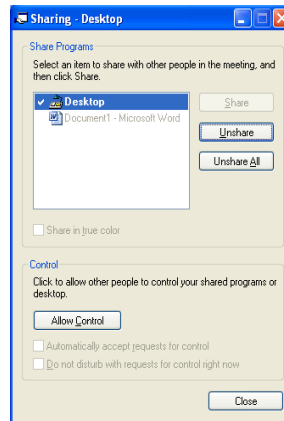 Sharing - Desktop
Share Programs
Select an item to share with other people in the meeting, and
then click Share.
Desktop
Document1 - Microsoft Word
Share
Unshare
Unshare All
Share in true color
Control
Click to allow other people to control your shared programs or
desktop.
Allow Control
Automatically accept requests for control
Do not disturb with requests for control right now
Close